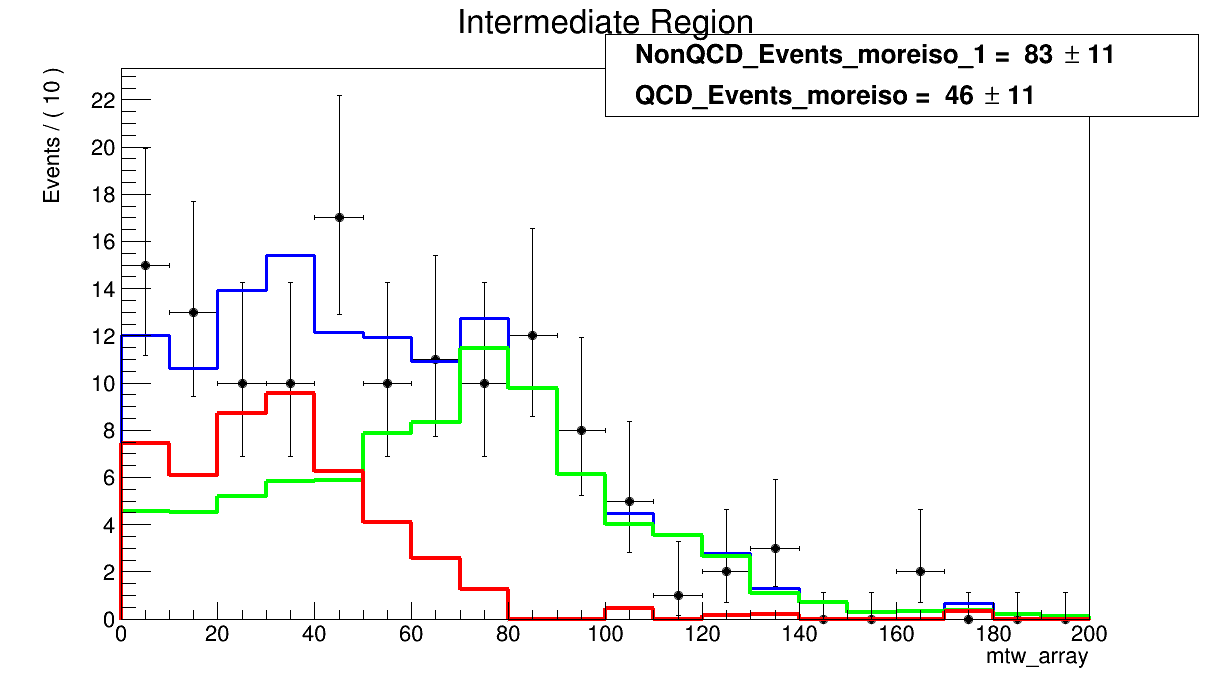 Intermediate Region
NonQCD_Events_moreiso_1 = 83 ± 11
QCD_Events_moreiso = 46 ± 11
Events / ( 10 )
22
20
18
16
14
12
10
8
6
4
2
0
0 20 40 60 80 100 120 140 160 180 200
mtw_array